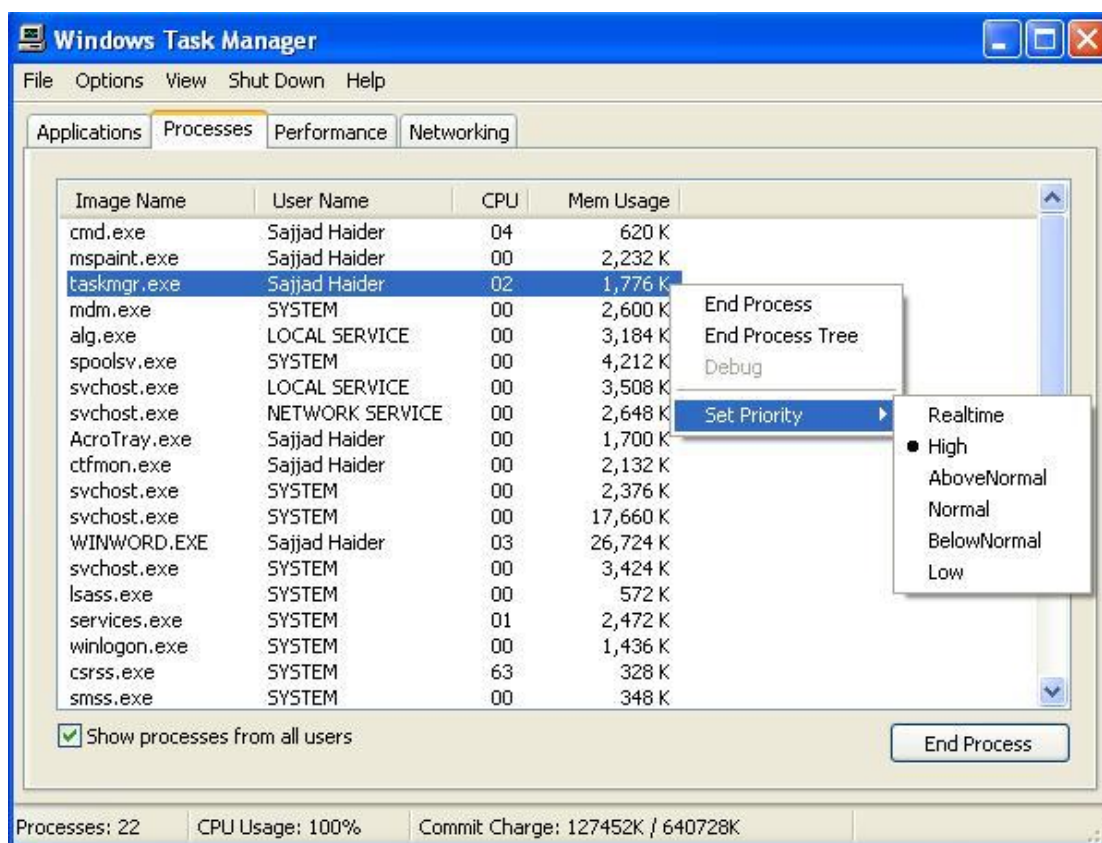 Windows Task Manager
File Options View Shut Down Help
Applications Processes Performance Networking
Image Name User Name CPU Mem Usage
cmd.exe Sajjad Haider 04 620 K
mspaint.exe Sajjad Haider 00 2,232 K
taskmgr.exe Sajjad Haider 02 1,776 K
mdm.exe SYSTEM 00 2,600 K
alg.exe LOCAL SERVICE 00 3,184 K
spoolsv.exe SYSTEM 00 4,212 K
svchost.exe LOCAL SERVICE 00 3,508 K
svchost.exe NETWORK SERVICE 00 2,648 K
AcroTray.exe Sajjad Haider 00 1,700 K
ctfmon.exe Sajjad Haider 00 2,132 K
svchost.exe SYSTEM 00 2,376 K
svchost.exe SYSTEM 00 17,660 K
WINWORD.EXE Sajjad Haider 03 26,724 K
svchost.exe SYSTEM 00 3,424 K
lsass.exe SYSTEM 00 572 K
services.exe SYSTEM 01 2,472 K
winlogon.exe SYSTEM 00 1,436 K
csrss.exe SYSTEM 63 328 K
smss.exe SYSTEM 00 348 K
End Process
End Process Tree
Debug
Set Priority
Realtime
High
AboveNormal
Normal
BelowNormal
Low
Show processes from all users
End Process
Processes: 22 CPU Usage: 100% Commit Charge: 127452K / 640728K